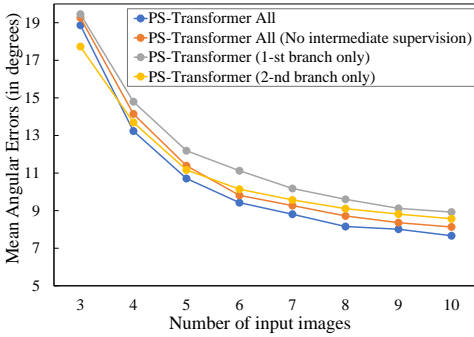 PS-Transformer All
PS-Transformer All (No intermediate supervision)
PS-Transformer (1-st branch only)
PS-Transformer (2-nd branch only)
Mean Angular Errors (in degrees)
19
17
15
13
11
9
7
5
3 4 5 6 7 8 9 10
Number of input images